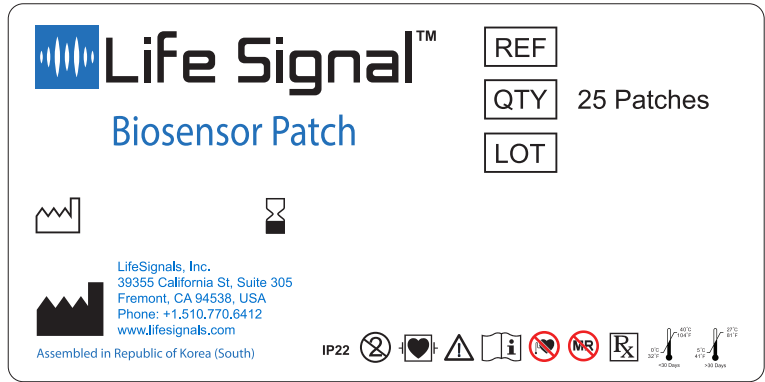 Life Signal™
Biosensor Patch
REF
QTY 25 Patches
LOT
LifeSignals, Inc.
39355 California St, Suite 305
Fremont, CA 94538, USA
Phone: +1.510.770.6412
www.lifesignals.com
Assembled in Republic of Korea (South)
IP22
2
i
MR
Rx
0°C
32°F
40°C
104°F
<30 Days
5°C
41°F
27°C
81°F
>30 Days